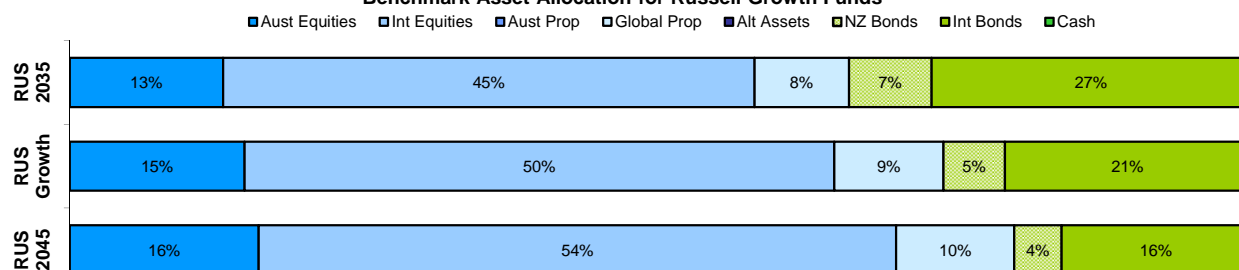 Benchmark Asset Allocation for Russell Growth Funds
Aust Equities Int Equities Aust Prop Global Prop Alt Assets NZ Bonds Int Bonds Cash
RUS 2035
13% 45% 8% 7% 27%
RUS Growth
15% 50% 9% 5% 21%
RUS 2045
16% 54% 10% 4% 16%